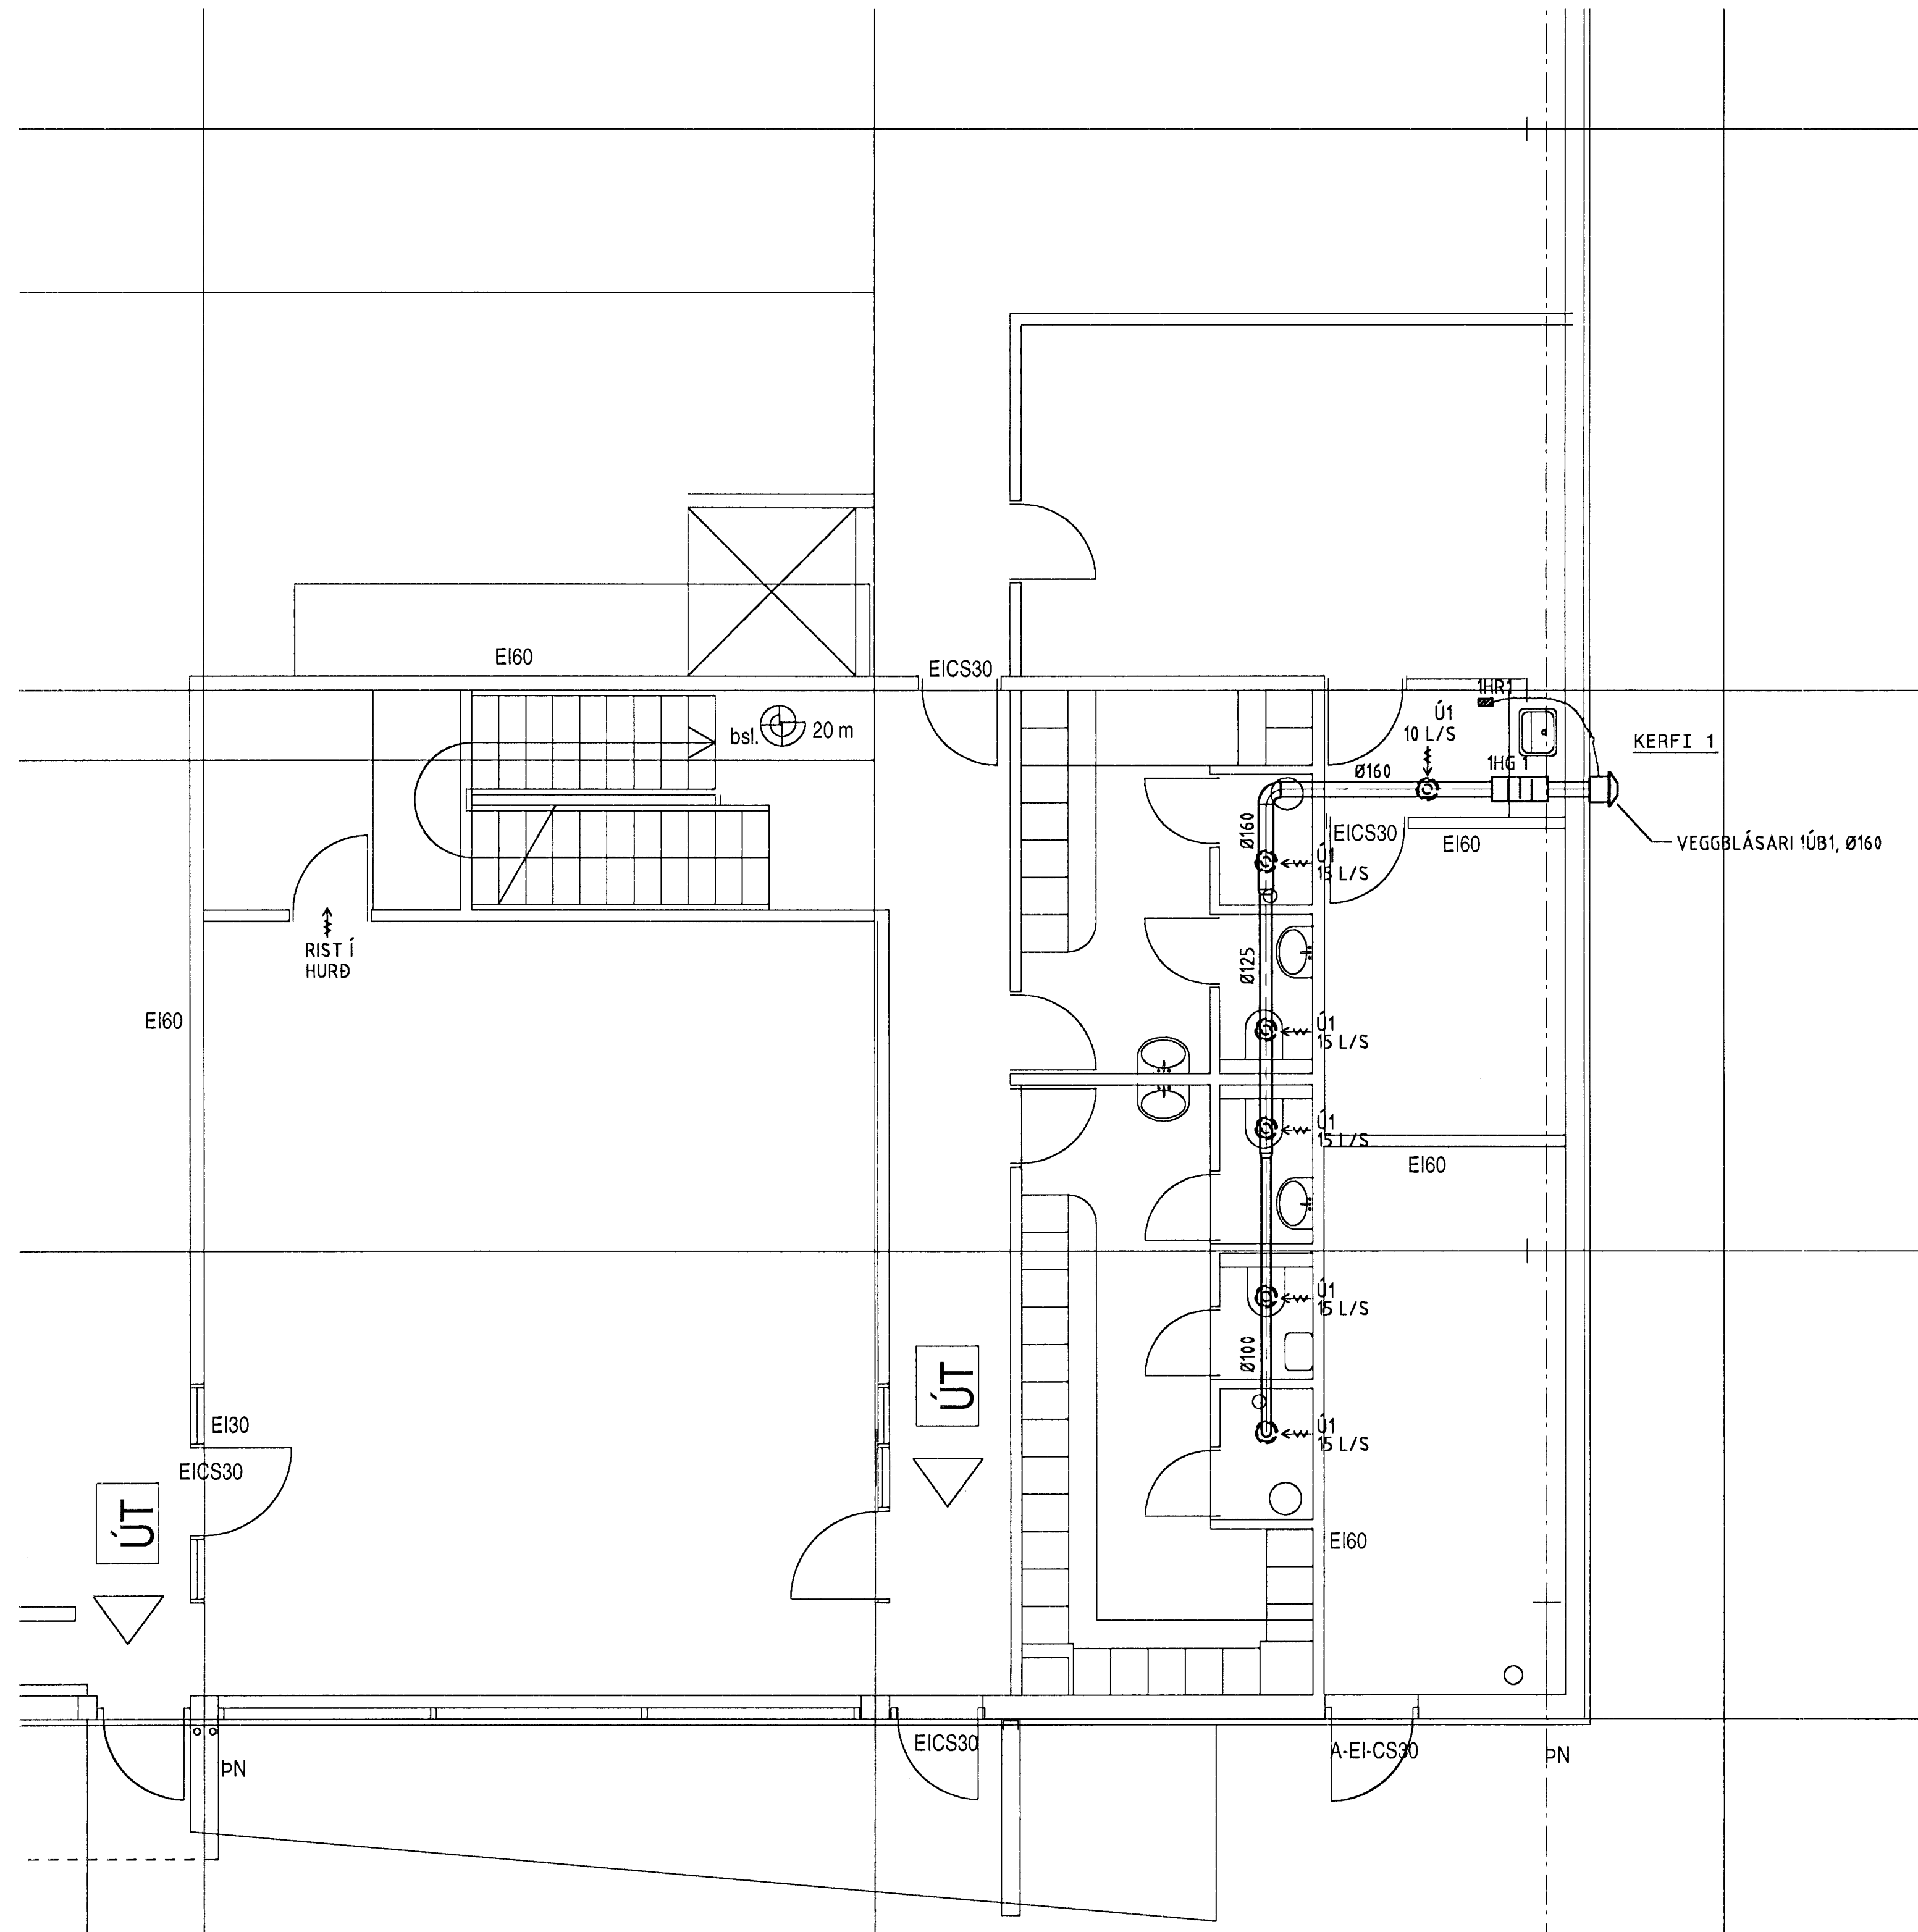 EI60
EICS30
1HR1
Ú1
10 L/S
bsl.
20 m
KERFI 1
1HG 1
Ø160
Ø160
EICS30
EI60
VEGGBLÁSARI 1ÚB1, Ø160
Ú1
15 L/S
RIST Í
HURÐ
Ø125
EI60
Ú1
15 L/S
Ú1
15 L/S
EI60
Ú1
15 L/S
Ø100
ÚT
EI30
Ú1
15 L/S
EICS30
ÚT
EI60
EICS30
A-EI-CS30
ÞN
ÞN